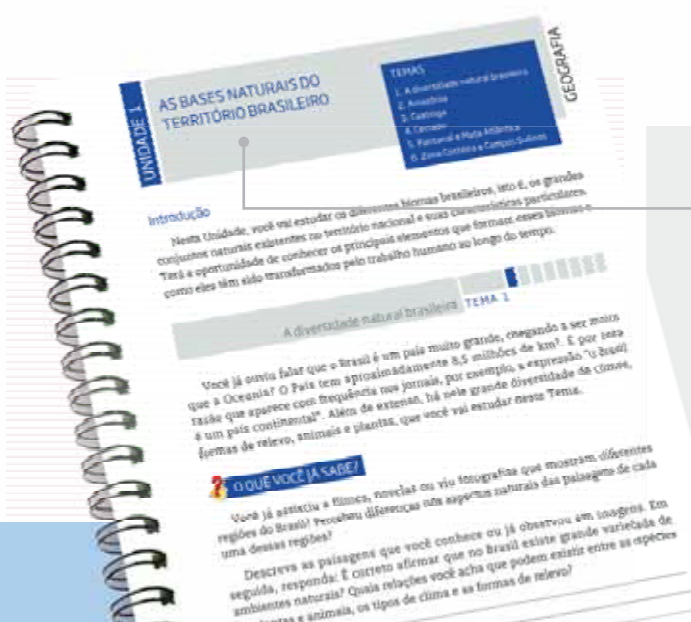 UNIDADE 1
AS BASES NATURAIS DO
TERRITÓRIO BRASILEIRO
TEMAS
1. A diversidade natural brasileira
2. Amazônia
3. Caatinga
4. Cerrado
5. Pantanal e Mata Atlântica
6. Zona Costeira e Campos Sulinos
GEOGRAFIA
Introdução
Nesta Unidade, você vai estudar os diferentes biomas brasileiros, isto é, os grandes
conjuntos naturais existentes no território nacional e suas características particulares.
Terá a oportunidade de conhecer os principais elementos que formam esses biomas e
como eles têm sido transformados pelo trabalho humano ao longo do tempo.
A diversidade natural brasileira TEMA 1
Você já ouviu falar que o Brasil é um país muito grande, chegando a ser maior
que a Oceania? O País tem aproximadamente 8,5 milhões de km². É por essa
razão que aparece com frequência nos jornais, por exemplo, a expressão "o Brasil
é um país continental". Além de extenso, há nele grande diversidade de climas,
formas de relevo, animais e plantas, que você vai estudar neste Tema.
O QUE VOCÊ JÁ SABE?
Você já assistiu a filmes, novelas ou viu fotografias que mostram diferentes
regiões do Brasil? Percebeu diferenças nos aspectos naturais das paisagens de cada
uma dessas regiões?
Descreva as paisagens que você conhece ou já observou em imagens. Em
seguida, responda: É correto afirmar que no Brasil existe grande variedade de
ambientes naturais? Quais relações você acha que podem existir entre as espécies
e animais, os tipos de clima e as formas de relevo?